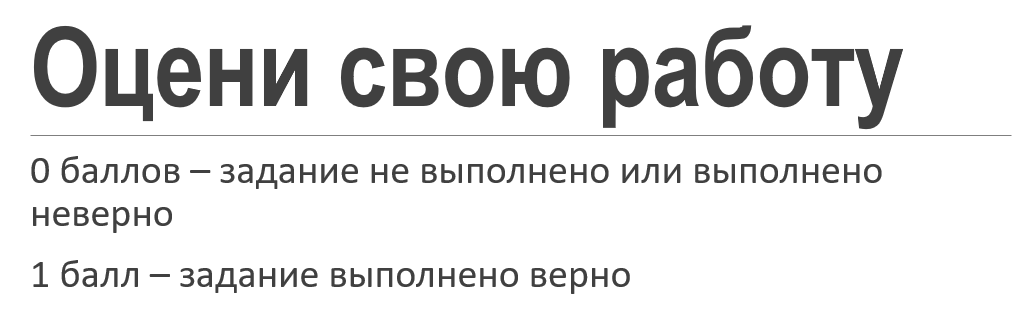 Оцени свою работу
0 баллов – задание не выполнено или выполнено
неверно
1 балл – задание выполнено верно